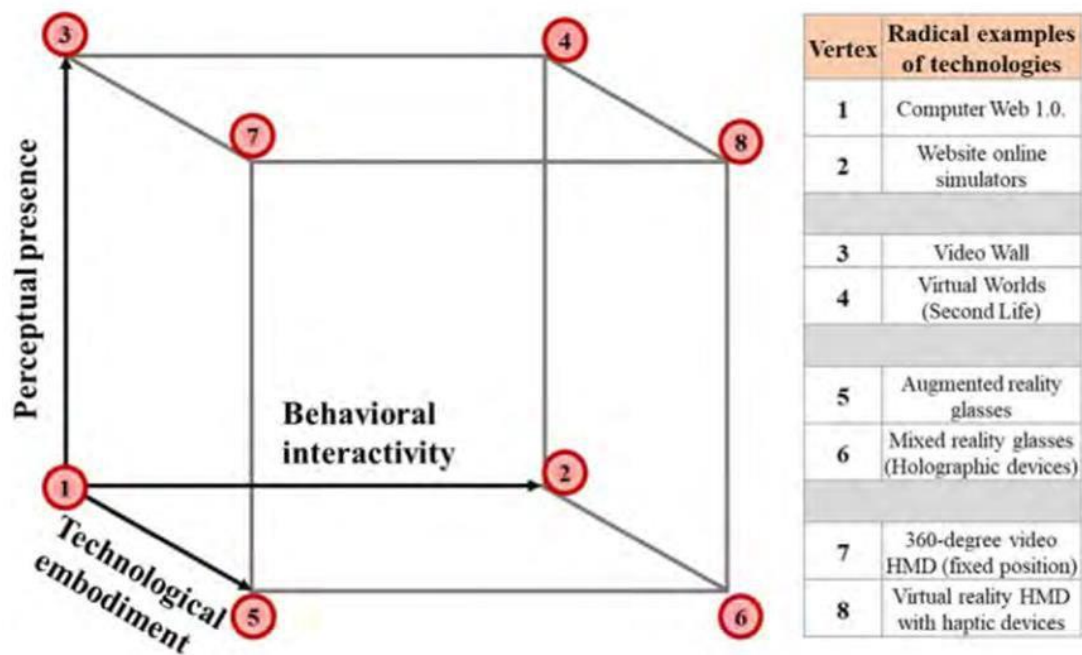 3
4
7
8
Perceptual presence
Behavioral
interactivity
1
2
Technological
embodiment
5
6
Vertex
Radical examples
of technologies
1
Computer Web 1.0.
2
Website online
simulators
3
Video Wall
4
Virtual Worlds
(Second Life)
5
Augmented reality
glasses
6
Mixed reality glasses
(Holographic devices)
7
360-degree video
HMD (fixed position)
8
Virtual reality HMD
with haptic devices